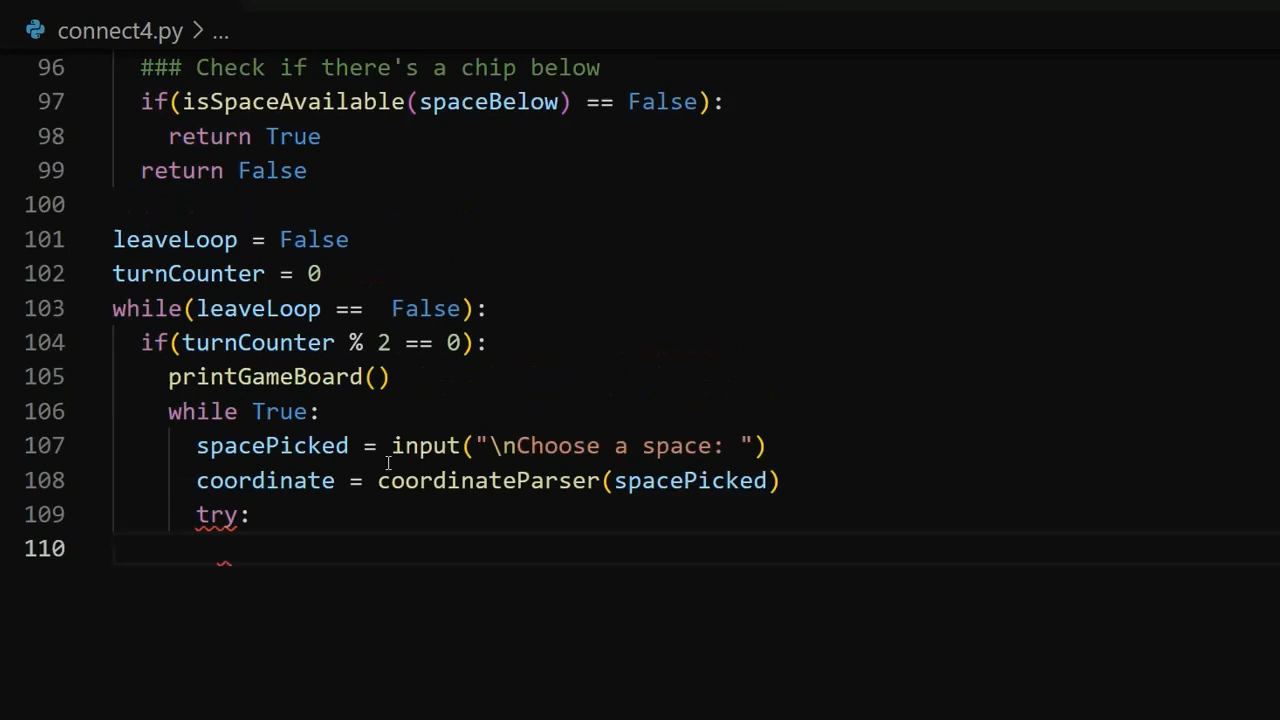 connect4.py > ...
96 ### Check if there's a chip below
97 if(isSpaceAvailable(spaceBelow) == False):
98 return True
99 return False
100
101 leaveLoop = False
102 turnCounter = 0
103 while(leaveLoop ==  False):
104 if(turnCounter % 2 == 0):
105 printGameBoard()
106 while True:
107 spacePicked = input("\nChoose a space: ")
108 coordinate = coordinateParser(spacePicked)
109 try:
110